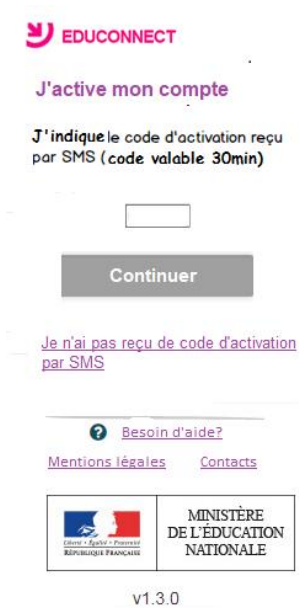 EDUCONNECT
J'active mon compte
J'indique le code d'activation reçu
par SMS (code valable 30min)
Continuer
Je n'ai pas reçu de code d'activation
par SMS
? Besoin d'aide?
Mentions légales Contacts
Liberté • Égalité • Fraternité
RÉPUBLIQUE FRANÇAISE
MINISTÈRE
DE L'ÉDUCATION
NATIONALE
v1.3.0